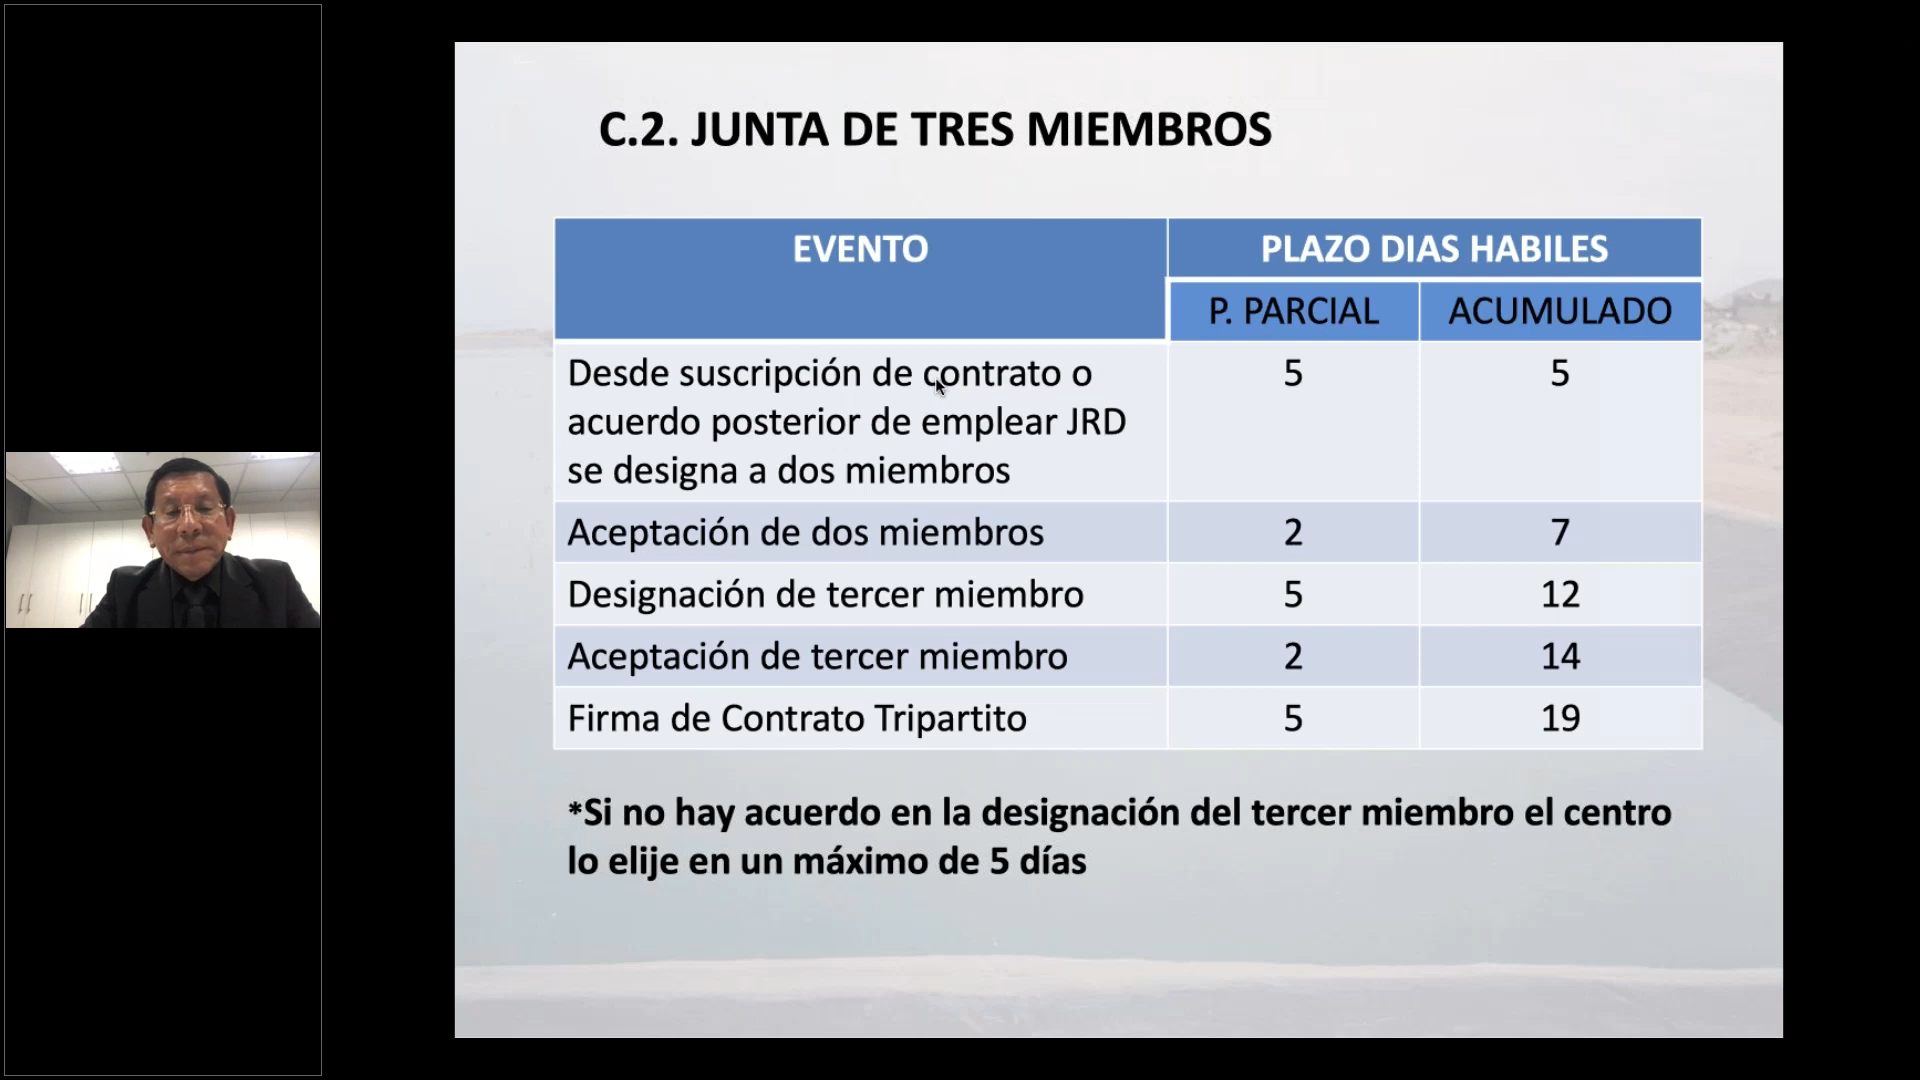 C.2. JUNTA DE TRES MIEMBROS
EVENTO
PLAZO DIAS HABILES
P. PARCIAL
ACUMULADO
Desde suscripción de contrato o
acuerdo posterior de emplear JRD
se designa a dos miembros
5
5
Aceptación de dos miembros
2
7
Designación de tercer miembro
5
12
Aceptación de tercer miembro
2
14
Firma de Contrato Tripartito
5
19
*Si no hay acuerdo en la designación del tercer miembro el centro
lo elije en un máximo de 5 días